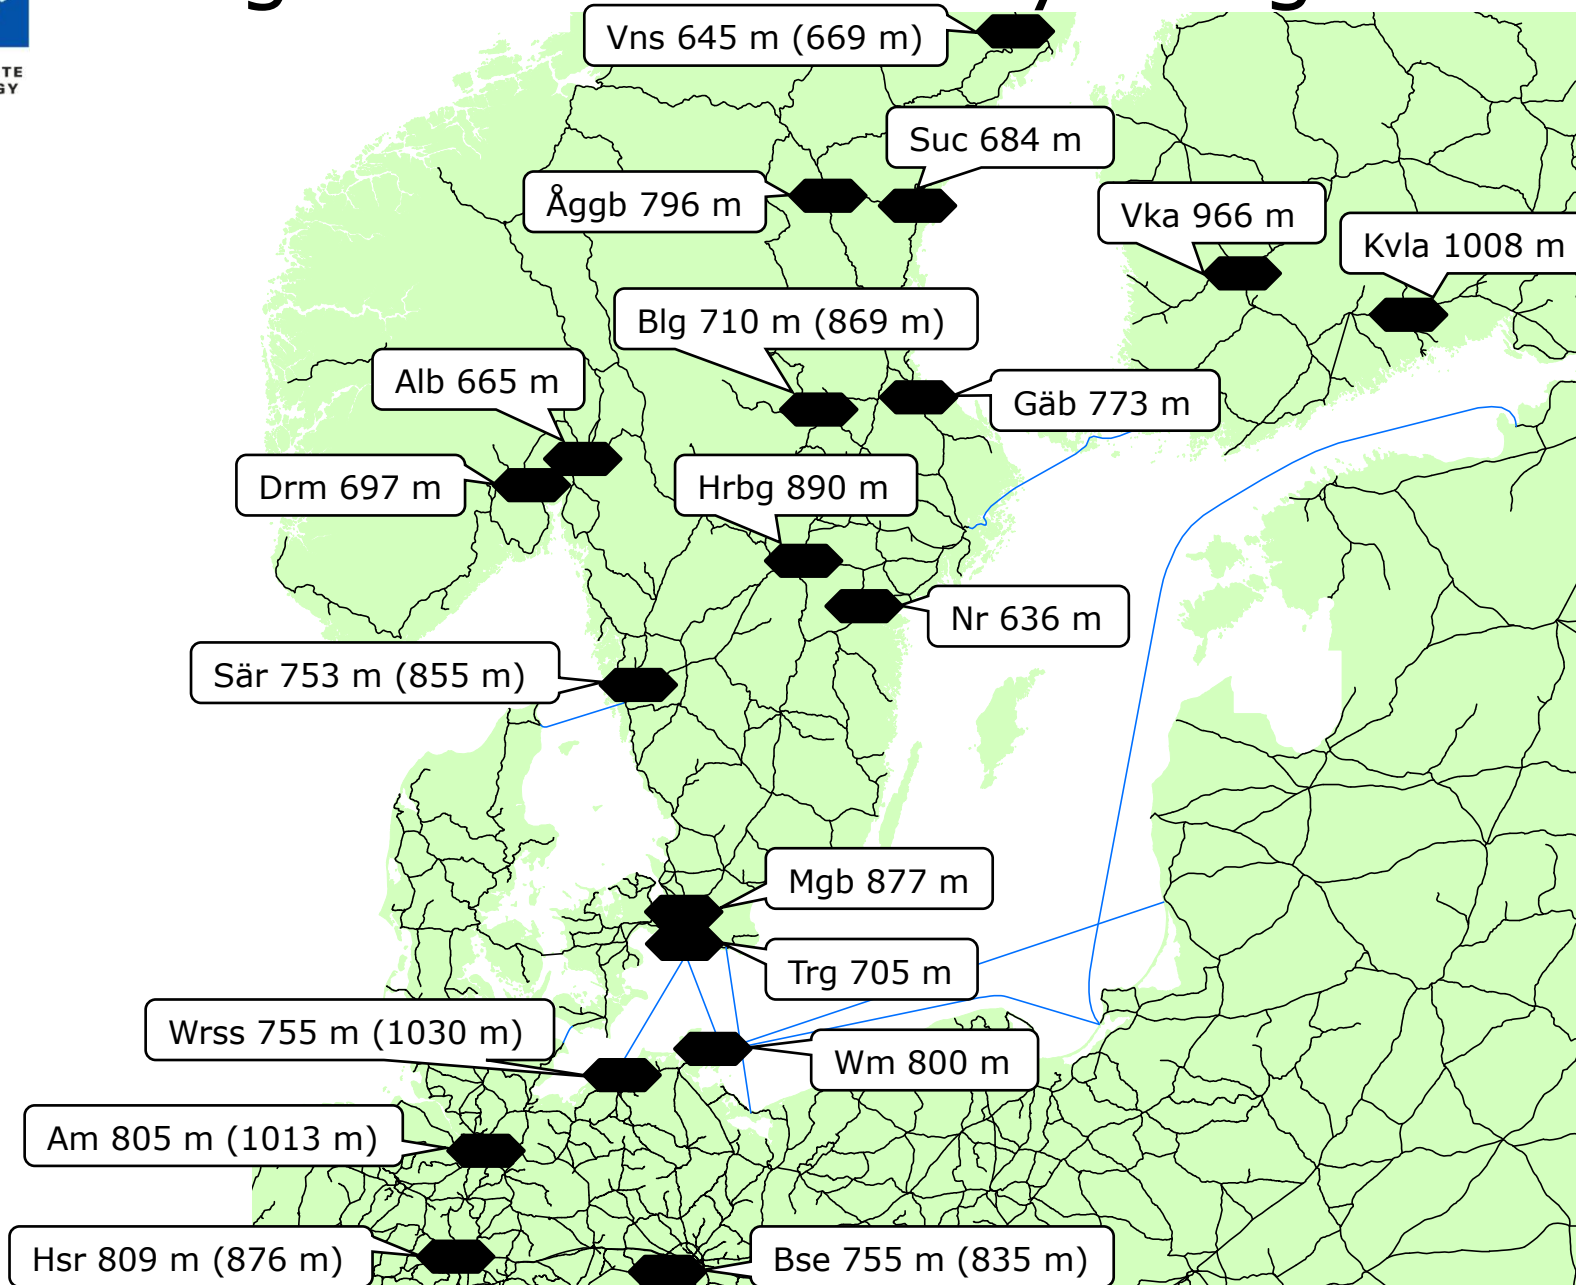 TE
GY
Vns 645 m (669 m)
Suc 684 m
Åggb 796 m
Vka 966 m
Kvla 1008 m
Blg 710 m (869 m)
Alb 665 m
Gäb 773 m
Drm 697 m
Hrbg 890 m
Nr 636 m
Sär 753 m (855 m)
Mgb 877 m
Trg 705 m
Wrss 755 m (1030 m)
Wm 800 m
Am 805 m (1013 m)
Hsr 809 m (876 m)
Bse 755 m (835 m)